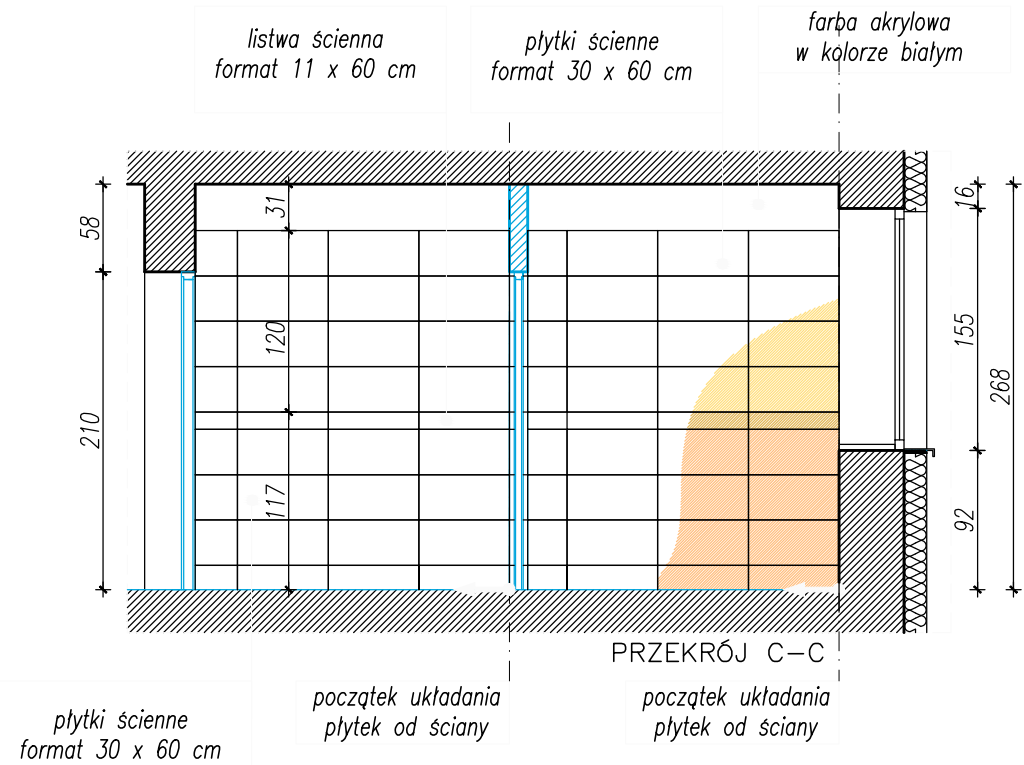 listwa ścienna
format 11 x 60 cm
płytki ścienne
format 30 x 60 cm
farba akrylowa
w kolorze białym
58
210
31
120
117
16
155
92
268
PRZEKRÓJ C-C
początek układania
płytek od ściany
początek układania
płytek od ściany
płytki ścienne
format 30 x 60 cm